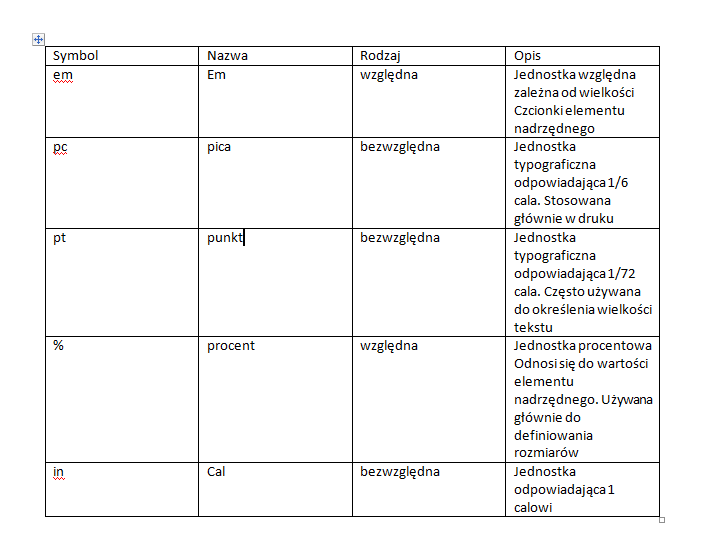 Symbol Nazwa Rodzaj Opis
em Em względna Jednostka względna
zależna od wielkości
Czcionki elementu
nadrzędnego
pc pica bezwzględna Jednostka
typograficzna
odpowiadająca 1/6
cala. Stosowana
głównie w druku
pt punkt bezwzględna Jednostka
typograficzna
odpowiadająca 1/72
cala. Często używana
do określenia wielkości
tekstu
% procent względna Jednostka procentowa
Odnosi się do wartości
elementu
nadrzędnego. Używana
głównie do
definiowania
rozmiarów
in Cal bezwzględna Jednostka
odpowiadająca 1
calowi